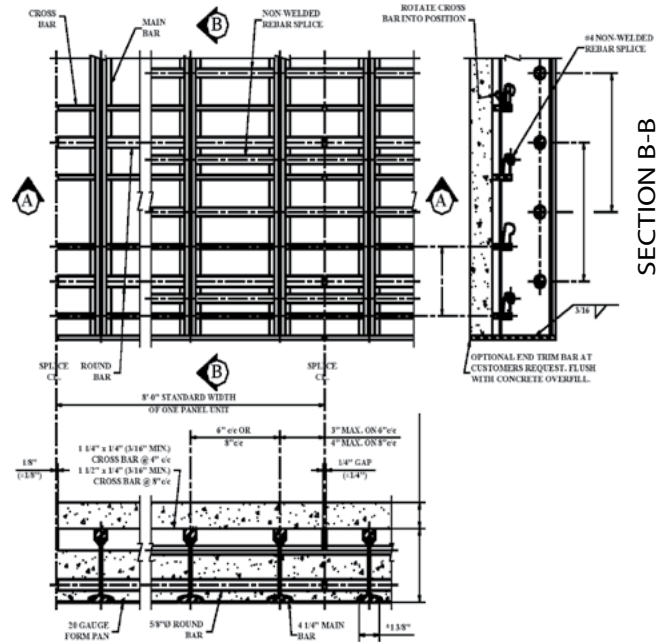 CROSS
BAR
MAIN
BAR
B
NON-WELDED
REBAR SPLICE
ROTATE CROSS
BAR INTO POSITION
#4 NON-WELDED
REBAR SPLICE
A
A
SECTION B-B
3/16
SPLICE
CL.
ROUND
BAR
B
SPLICE
CL.
OPTIONAL END TRIM BAR AT
CUSTOMERS REQUEST. FLUSH
WITH CONCRETE OVERFILL.
8'-0" STANDARD WIDTH
OF ONE PANEL UNIT
6" c/c OR
8"c/c
3" MAX. ON 6"c/c
4" MAX. ON 8"c/c
1 1/4" x 1/4" (3/16" MIN.)
CROSS BAR @ 4" c/c
1 1/2" x 1/4" (3/16" MIN.)
CROSS BAR @ 8" c/c
1/8"
(±1/8")
1/4" GAP
(±1/4")
20 GAUGE
FORM PAN
5/8"Ø ROUND
BAR
4 1/4" MAIN
BAR
*1 3/8"